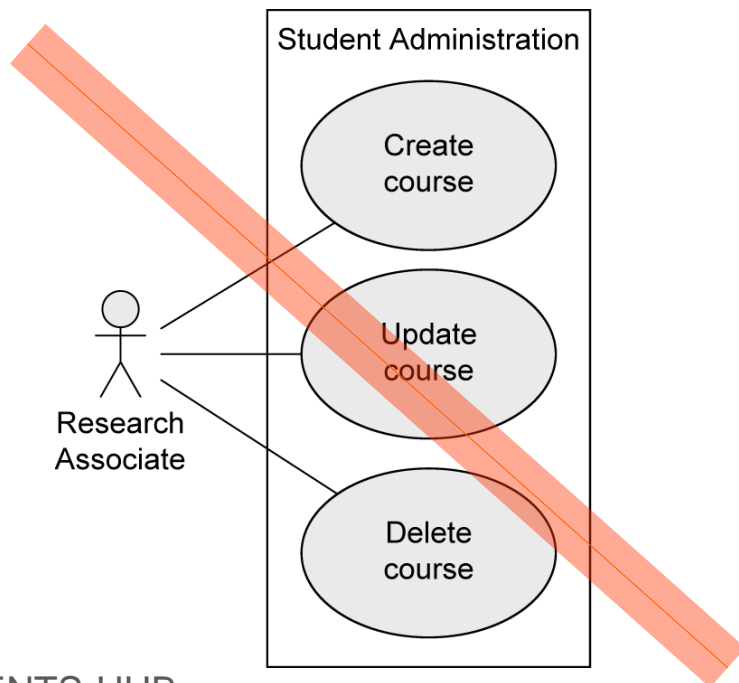 Student Administration
Create
course
Update
course
Research
Associate
Delete
course